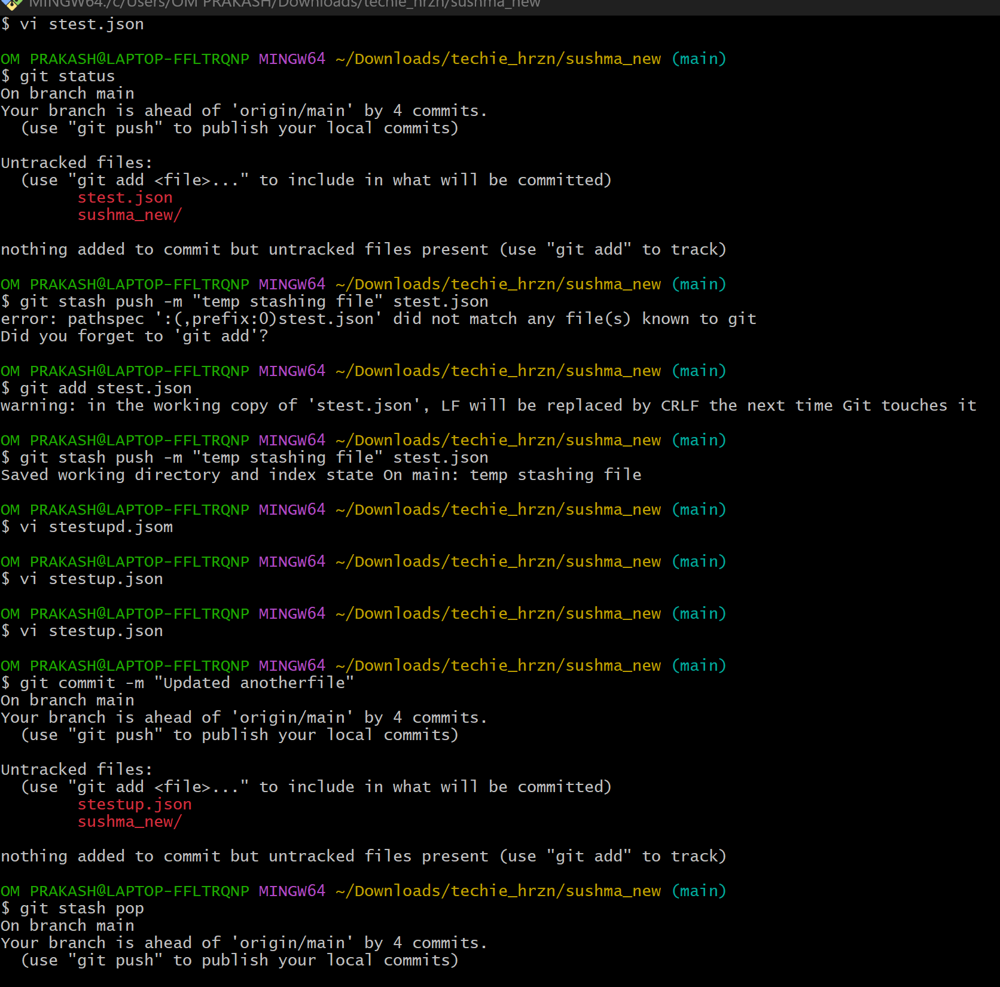 MINGW64:/c/Users/OM PRAKASH/Downloads/techie_hrzn/sushma_new
$ vi stest.json
OM PRAKASH@LAPTOP-FFLTRQNP MINGW64 ~/Downloads/techie_hrzn/sushma_new (main)
$ git status
On branch main
Your branch is ahead of 'origin/main' by 4 commits.
  (use "git push" to publish your local commits)
Untracked files:
  (use "git add <file>..." to include in what will be committed)
        stest.json
        sushma_new/
nothing added to commit but untracked files present (use "git add" to track)
OM PRAKASH@LAPTOP-FFLTRQNP MINGW64 ~/Downloads/techie_hrzn/sushma_new (main)
$ git stash push -m "temp stashing file" stest.json
error: pathspec ':(,prefix:0)stest.json' did not match any file(s) known to git
Did you forget to 'git add'?
OM PRAKASH@LAPTOP-FFLTRQNP MINGW64 ~/Downloads/techie_hrzn/sushma_new (main)
$ git add stest.json
warning: in the working copy of 'stest.json', LF will be replaced by CRLF the next time Git touches it
OM PRAKASH@LAPTOP-FFLTRQNP MINGW64 ~/Downloads/techie_hrzn/sushma_new (main)
$ git stash push -m "temp stashing file" stest.json
Saved working directory and index state On main: temp stashing file
OM PRAKASH@LAPTOP-FFLTRQNP MINGW64 ~/Downloads/techie_hrzn/sushma_new (main)
$ vi stestupd.jsom
OM PRAKASH@LAPTOP-FFLTRQNP MINGW64 ~/Downloads/techie_hrzn/sushma_new (main)
$ vi stestup.json
OM PRAKASH@LAPTOP-FFLTRQNP MINGW64 ~/Downloads/techie_hrzn/sushma_new (main)
$ vi stestup.json
OM PRAKASH@LAPTOP-FFLTRQNP MINGW64 ~/Downloads/techie_hrzn/sushma_new (main)
$ git commit -m "Updated anotherfile"
On branch main
Your branch is ahead of 'origin/main' by 4 commits.
  (use "git push" to publish your local commits)
Untracked files:
  (use "git add <file>..." to include in what will be committed)
        stestup.json
        sushma_new/
nothing added to commit but untracked files present (use "git add" to track)
OM PRAKASH@LAPTOP-FFLTRQNP MINGW64 ~/Downloads/techie_hrzn/sushma_new (main)
$ git stash pop
On branch main
Your branch is ahead of 'origin/main' by 4 commits.
  (use "git push" to publish your local commits)